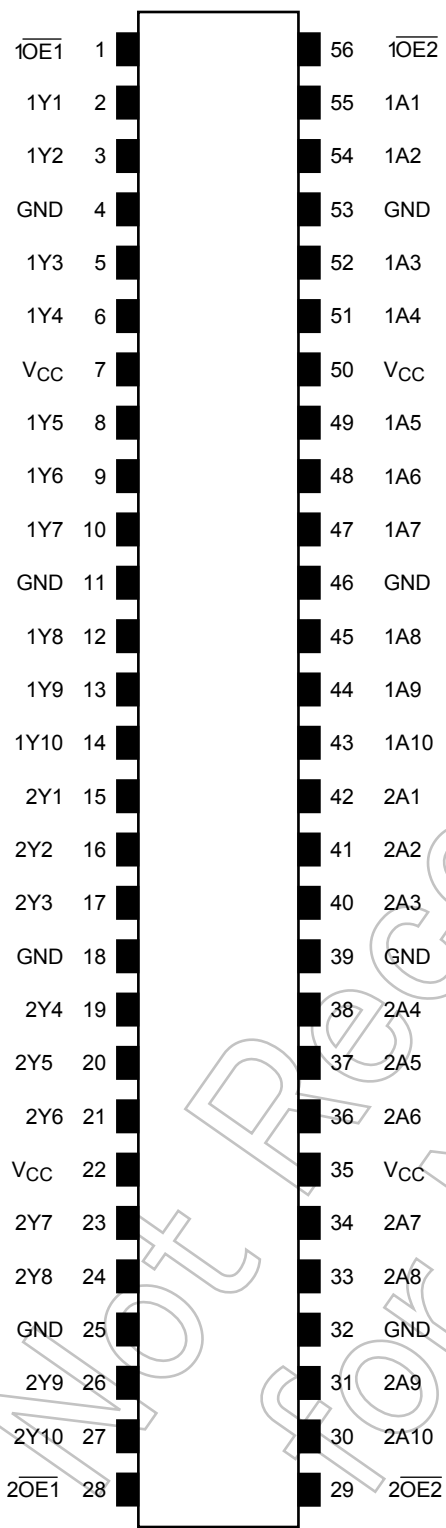 1OE1 1 56 1OE2
1Y1 2 55 1A1
1Y2 3 54 1A2
GND 4 53 GND
1Y3 5 52 1A3
1Y4 6 51 1A4
VCC 7 50 VCC
1Y5 8 49 1A5
1Y6 9 48 1A6
1Y7 10 47 1A7
GND 11 46 GND
1Y8 12 45 1A8
1Y9 13 44 1A9
1Y10 14 43 1A10
2Y1 15 42 2A1
2Y2 16 41 2A2
2Y3 17 40 2A3
GND 18 39 GND
2Y4 19 38 2A4
2Y5 20 37 2A5
2Y6 21 36 2A6
VCC 22 35 VCC
2Y7 23 34 2A7
2Y8 24 33 2A8
GND 25 32 GND
2Y9 26 31 2A9
2Y10 27 30 2A10
2OE1 28 29 2OE2
Not Rec
for